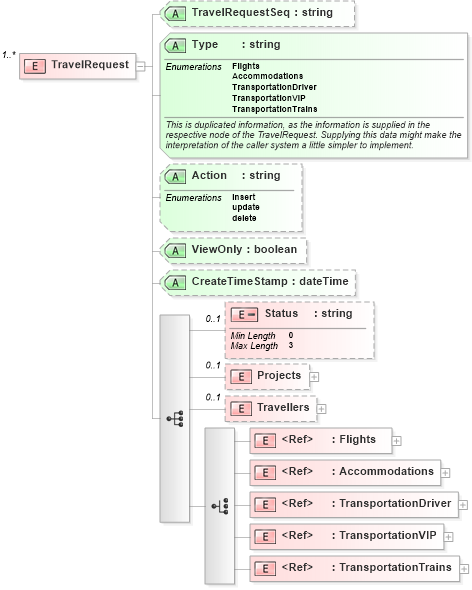 A TravelRequestSeq : string
A Type : string
Enumerations Flights
Accommodations
TransportationDriver
TransportationVIP
TransportationTrains
This is duplicated information, as the information is supplied in the
respective node of the TravelRequest. Supplying this data might make the
interpretation of the caller system a little simpler to implement.
1..*
E TravelRequest
A Action : string
Enumerations Insert
update
delete
A ViewOnly : boolean
A CreateTimeStamp : dateTime
0..1
E Status : string
Min Length 0
Max Length 3
0..1
E Projects
0..1
E Travellers
E <Ref> : Flights
E <Ref> : Accommodations
E <Ref> : TransportationDriver
E <Ref> : TransportationVIP
E <Ref> : TransportationTrains